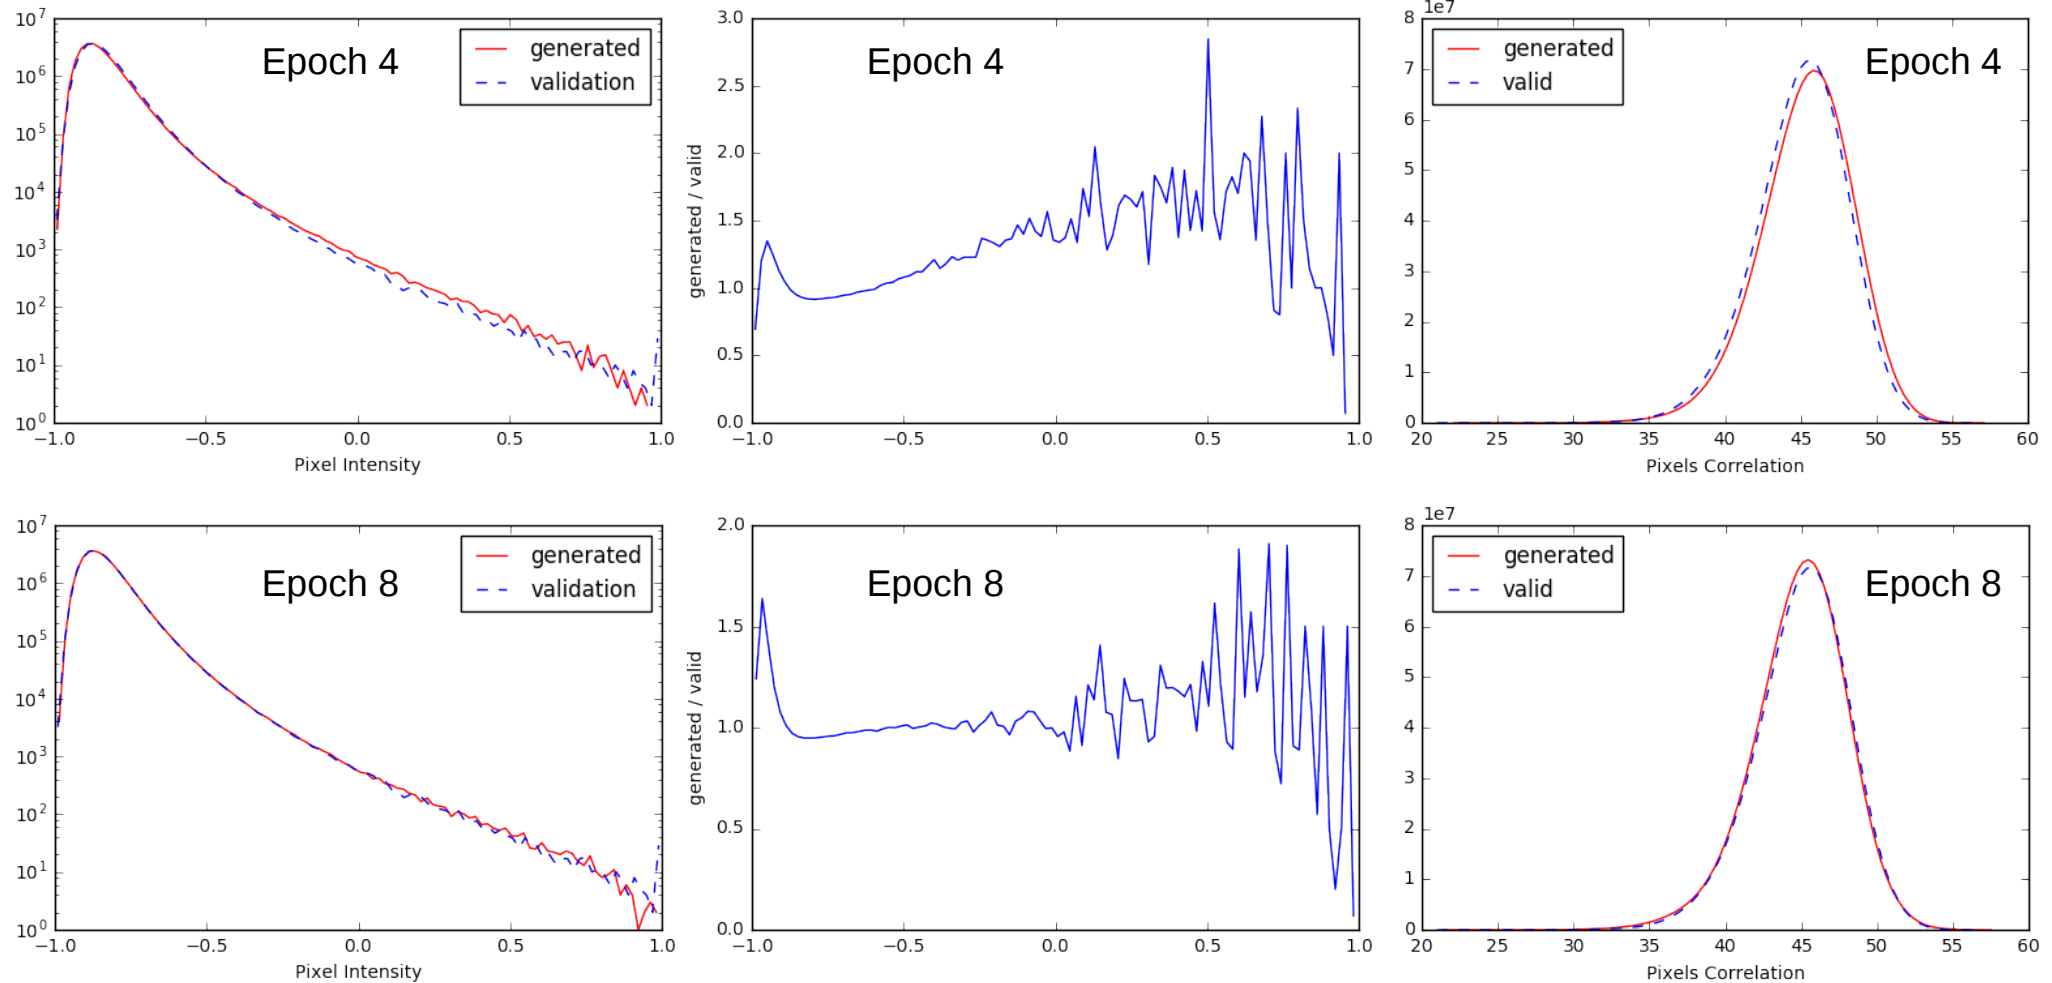 10^7
10^6
10^5
10^4
10^3
10^2
10^1
10^0
−1.0 −0.5 0.0 0.5 1.0
Pixel Intensity
Epoch 4
generated
validation
3.0
2.5
2.0
1.5
1.0
0.5
0.0
generated / valid
−1.0 −0.5 0.0 0.5 1.0
Epoch 4
1e7
8
7
6
5
4
3
2
1
0
20 25 30 35 40 45 50 55 60
Pixels Correlation
generated
valid
Epoch 4
10^7
10^6
10^5
10^4
10^3
10^2
10^1
10^0
−1.0 −0.5 0.0 0.5 1.0
Pixel Intensity
Epoch 8
generated
validation
2.0
1.5
1.0
0.5
0.0
generated / valid
−1.0 −0.5 0.0 0.5 1.0
Epoch 8
1e7
8
7
6
5
4
3
2
1
0
20 25 30 35 40 45 50 55 60
Pixels Correlation
generated
valid
Epoch 8